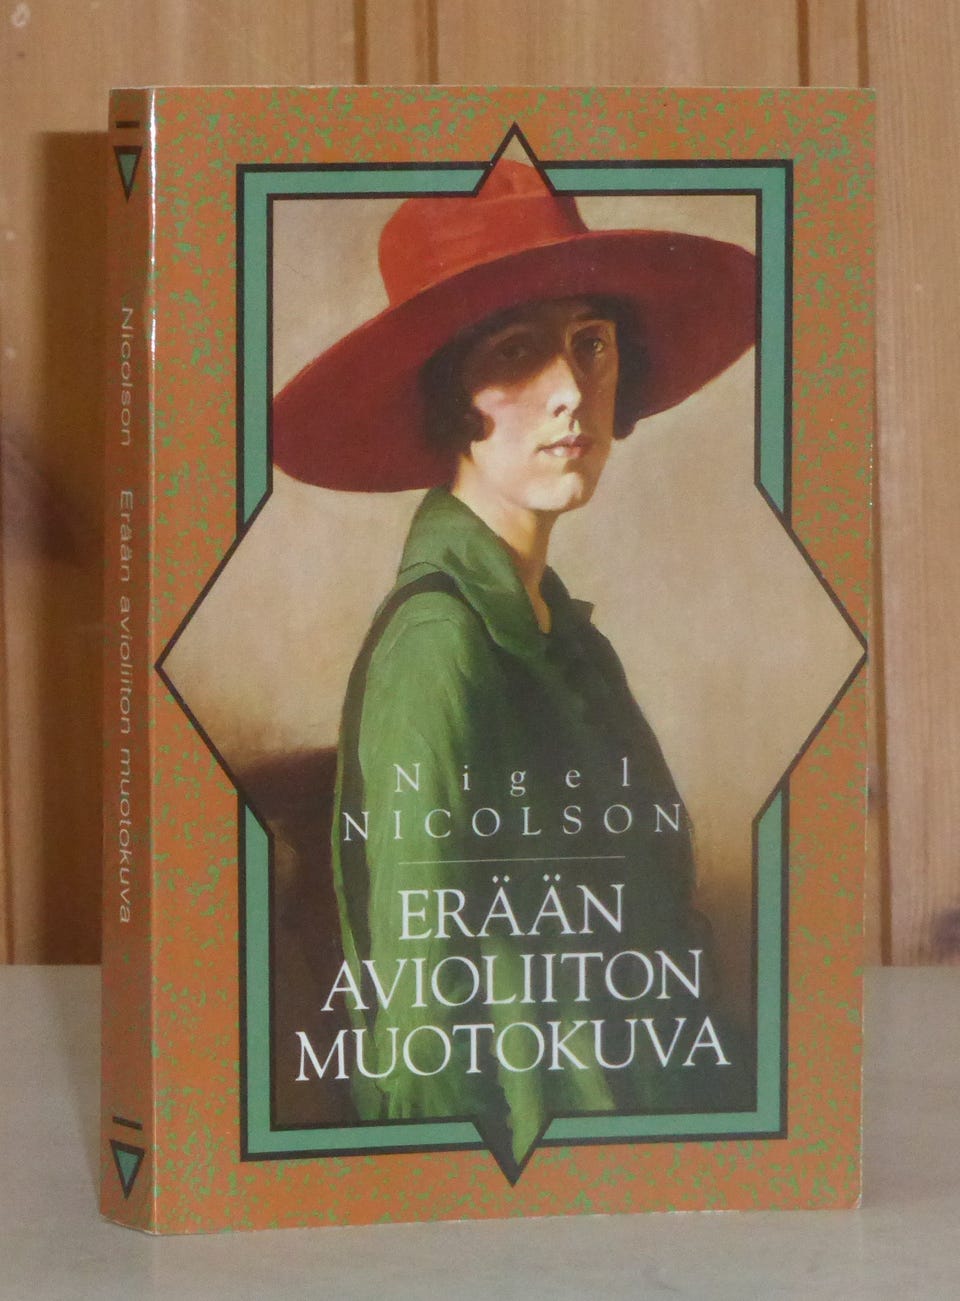 Nicolson Erään avioliiton muotokuva
Nigel
NICOLSON
ERÄÄN
AVIOLIITON
MUOTOKUVA